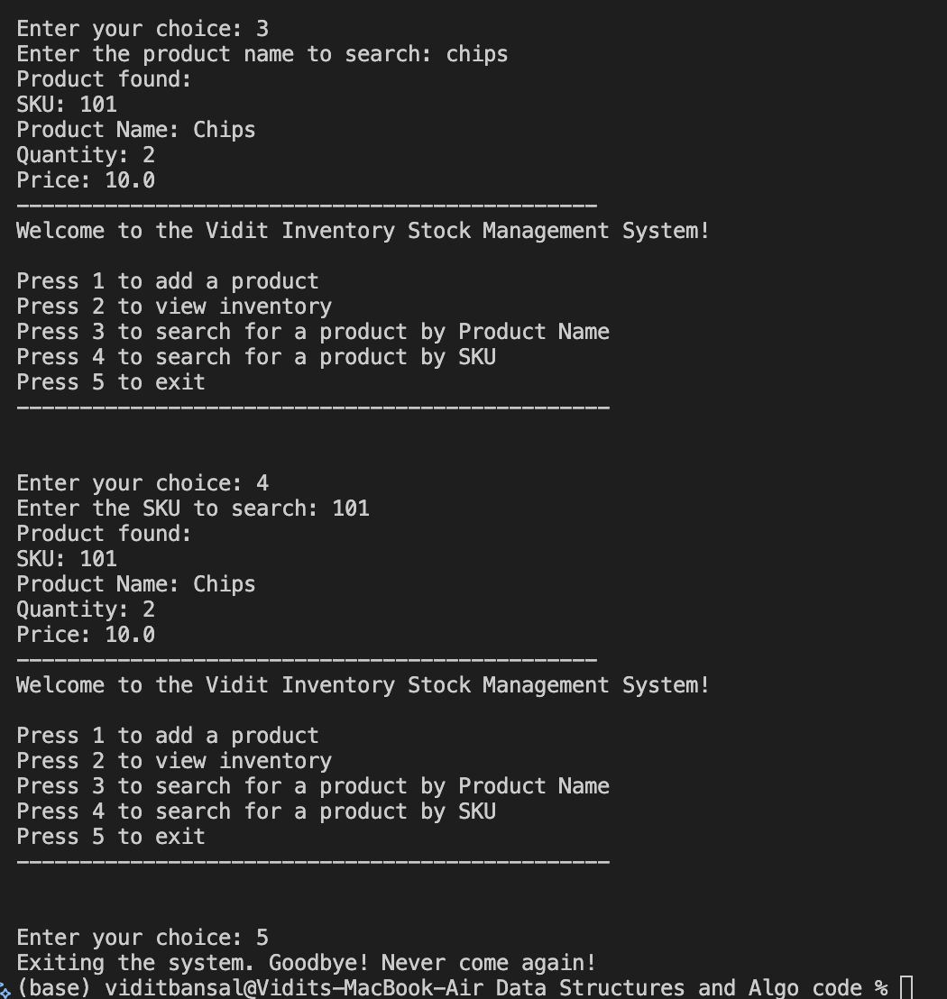 Enter your choice: 3
Enter the product name to search: chips
Product found:
SKU: 101
Product Name: Chips
Quantity: 2
Price: 10.0
----------------------------------------------
Welcome to the Vidit Inventory Stock Management System!
Press 1 to add a product
Press 2 to view inventory
Press 3 to search for a product by Product Name
Press 4 to search for a product by SKU
Press 5 to exit
-----------------------------------------------
Enter your choice: 4
Enter the SKU to search: 101
Product found:
SKU: 101
Product Name: Chips
Quantity: 2
Price: 10.0
----------------------------------------------
Welcome to the Vidit Inventory Stock Management System!
Press 1 to add a product
Press 2 to view inventory
Press 3 to search for a product by Product Name
Press 4 to search for a product by SKU
Press 5 to exit
-----------------------------------------------
Enter your choice: 5
Exiting the system. Goodbye! Never come again!
(base) viditbansal@Vidits-MacBook-Air Data Structures and Algo code %